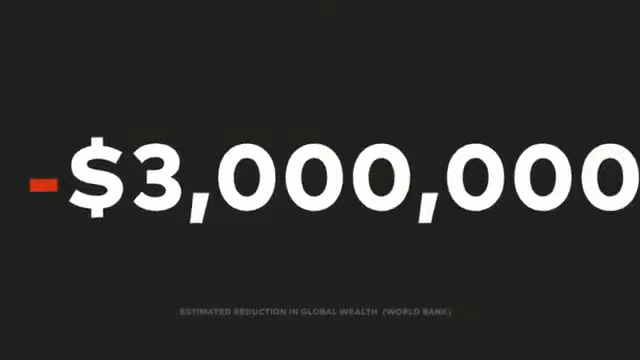 -$3,000,000
ESTIMATED REDUCTION IN GLOBAL WEALTH (WORLD BANK)